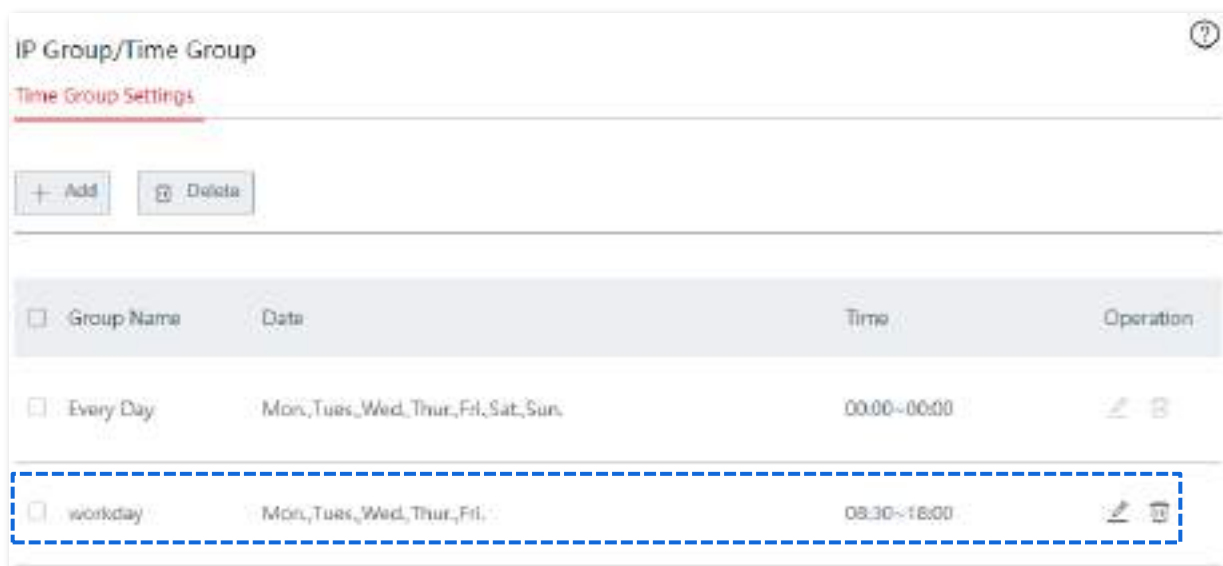 IP Group/Time Group
Time Group Settings
+ Add Delete
Group Name Date Time Operation
Every Day Mon.,Tues.,Wed.,Thur.,Fri.,Sat.,Sun. 00:00~00:00
workday Mon.,Tues.,Wed.,Thur.,Fri. 08:30~18:00